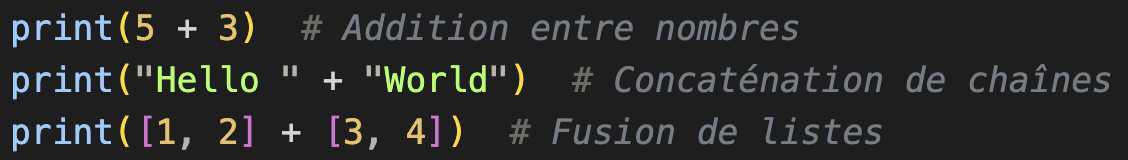 print(5 + 3)  # Addition entre nombres
print("Hello " + "World")  # Concaténation de chaînes
print([1, 2] + [3, 4])  # Fusion de listes